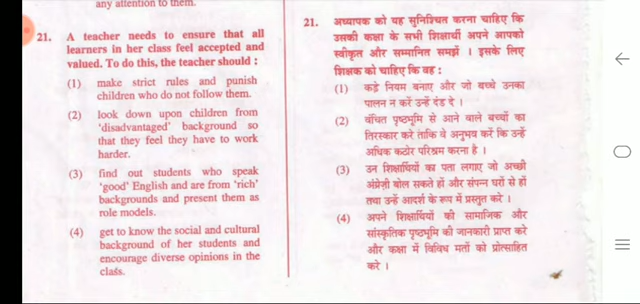 any attention to them.
21. A teacher needs to ensure that all
learners in her class feel accepted and
valued. To do this, the teacher should :
(1) make strict rules and punish
children who do not follow them.
(2) look down upon children from
'disadvantaged' background so
that they feel they have to work
harder.
(3) find out students who speak
'good' English and are from 'rich'
backgrounds and present them as
role models.
(4) get to know the social and cultural
background of her students and
encourage diverse opinions in the
class.
21. अध्यापक को यह सुनिश्चित करना चाहिए कि
उसकी कक्षा के सभी शिक्षार्थी अपने आपको
स्वीकृत और सम्मानित समझें । इसके लिए
शिक्षक को चाहिए कि वह :
(1) कड़े नियम बनाए और जो बच्चे उनका
पालन न करें उन्हें दंड दे ।
(2) वंचित पृष्ठभूमि से आने वाले बच्चों का
तिरस्कार करे ताकि वे अनुभव करें कि उन्हें
अधिक कठोर परिश्रम करना है ।
(3) उन शिक्षार्थियों का पता लगाए जो अच्छी
अंग्रेज़ी बोल सकते हों और संपन्न घरों से हों
तथा उन्हें आदर्श के रूप में प्रस्तुत करे ।
(4) अपने शिक्षार्थियों की सामाजिक और
सांस्कृतिक पृष्ठभूमि की जानकारी प्राप्त करे
और कक्षा में विविध मतों को प्रोत्साहित
करे ।